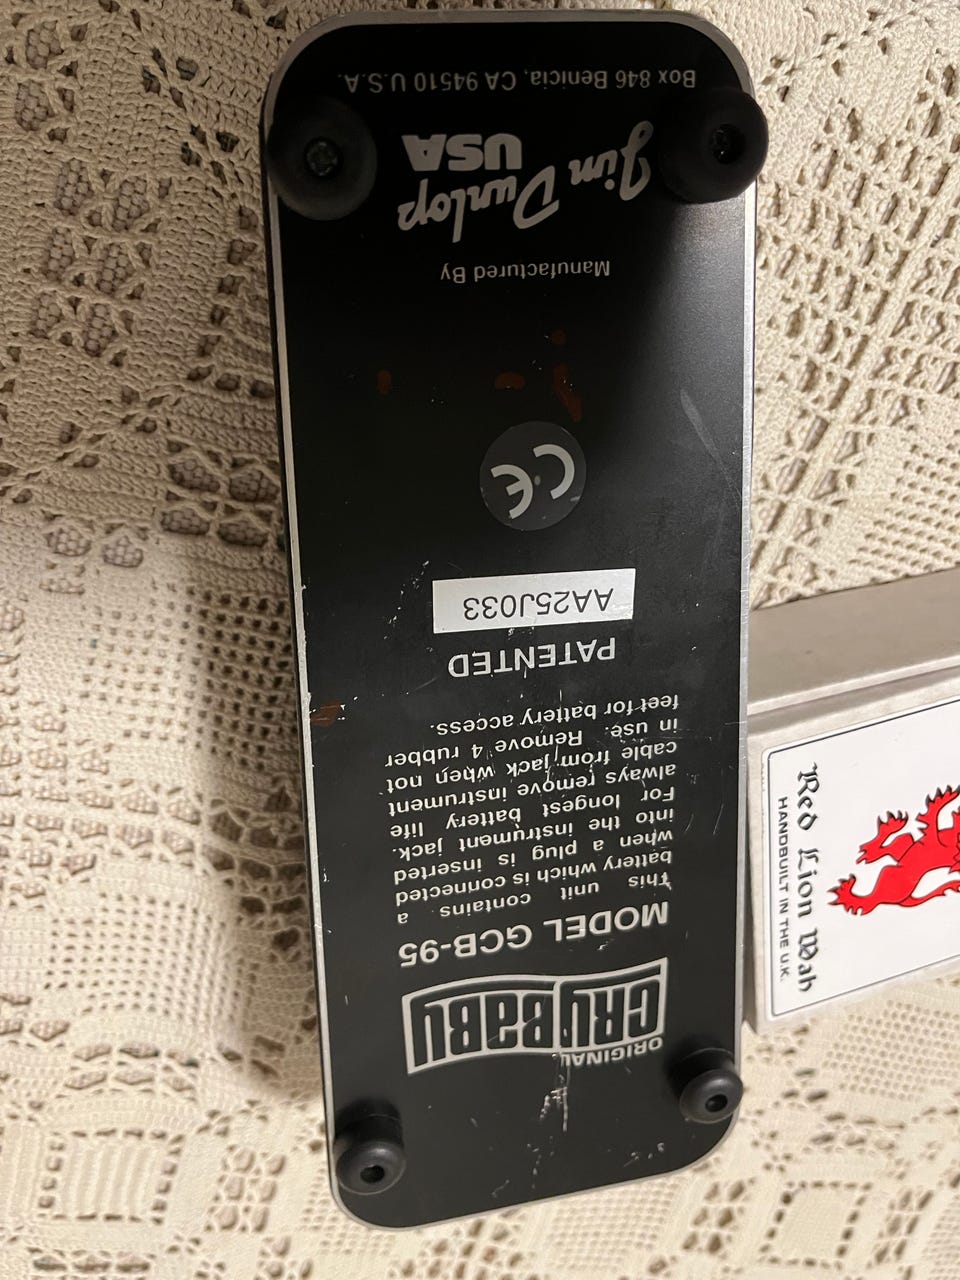 ORIGINAL
CRYBABY
MODEL GCB-95
This unit contains a
battery which is connected
when a plug is inserted
into the instrument jack.
For longest battery life
always remove instrument
cable from jack when not
in use. Remove 4 rubber
feet for battery access.
PATENTED
AA25J033
CE
Manufactured By
Jim Dunlop
USA
Box 846 Benicia, CA 94510 U.S.A.
Red Lion Wah
HANDBUILT IN THE U.K.